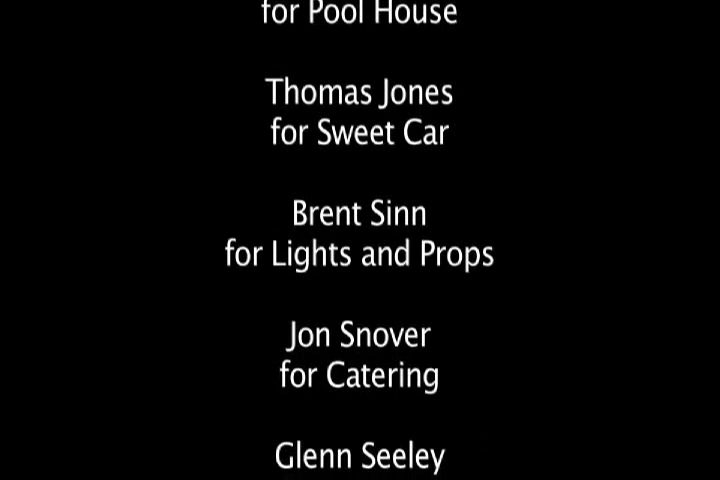 for Pool House
Thomas Jones
for Sweet Car
Brent Sinn
for Lights and Props
Jon Snover
for Catering
Glenn Seeley